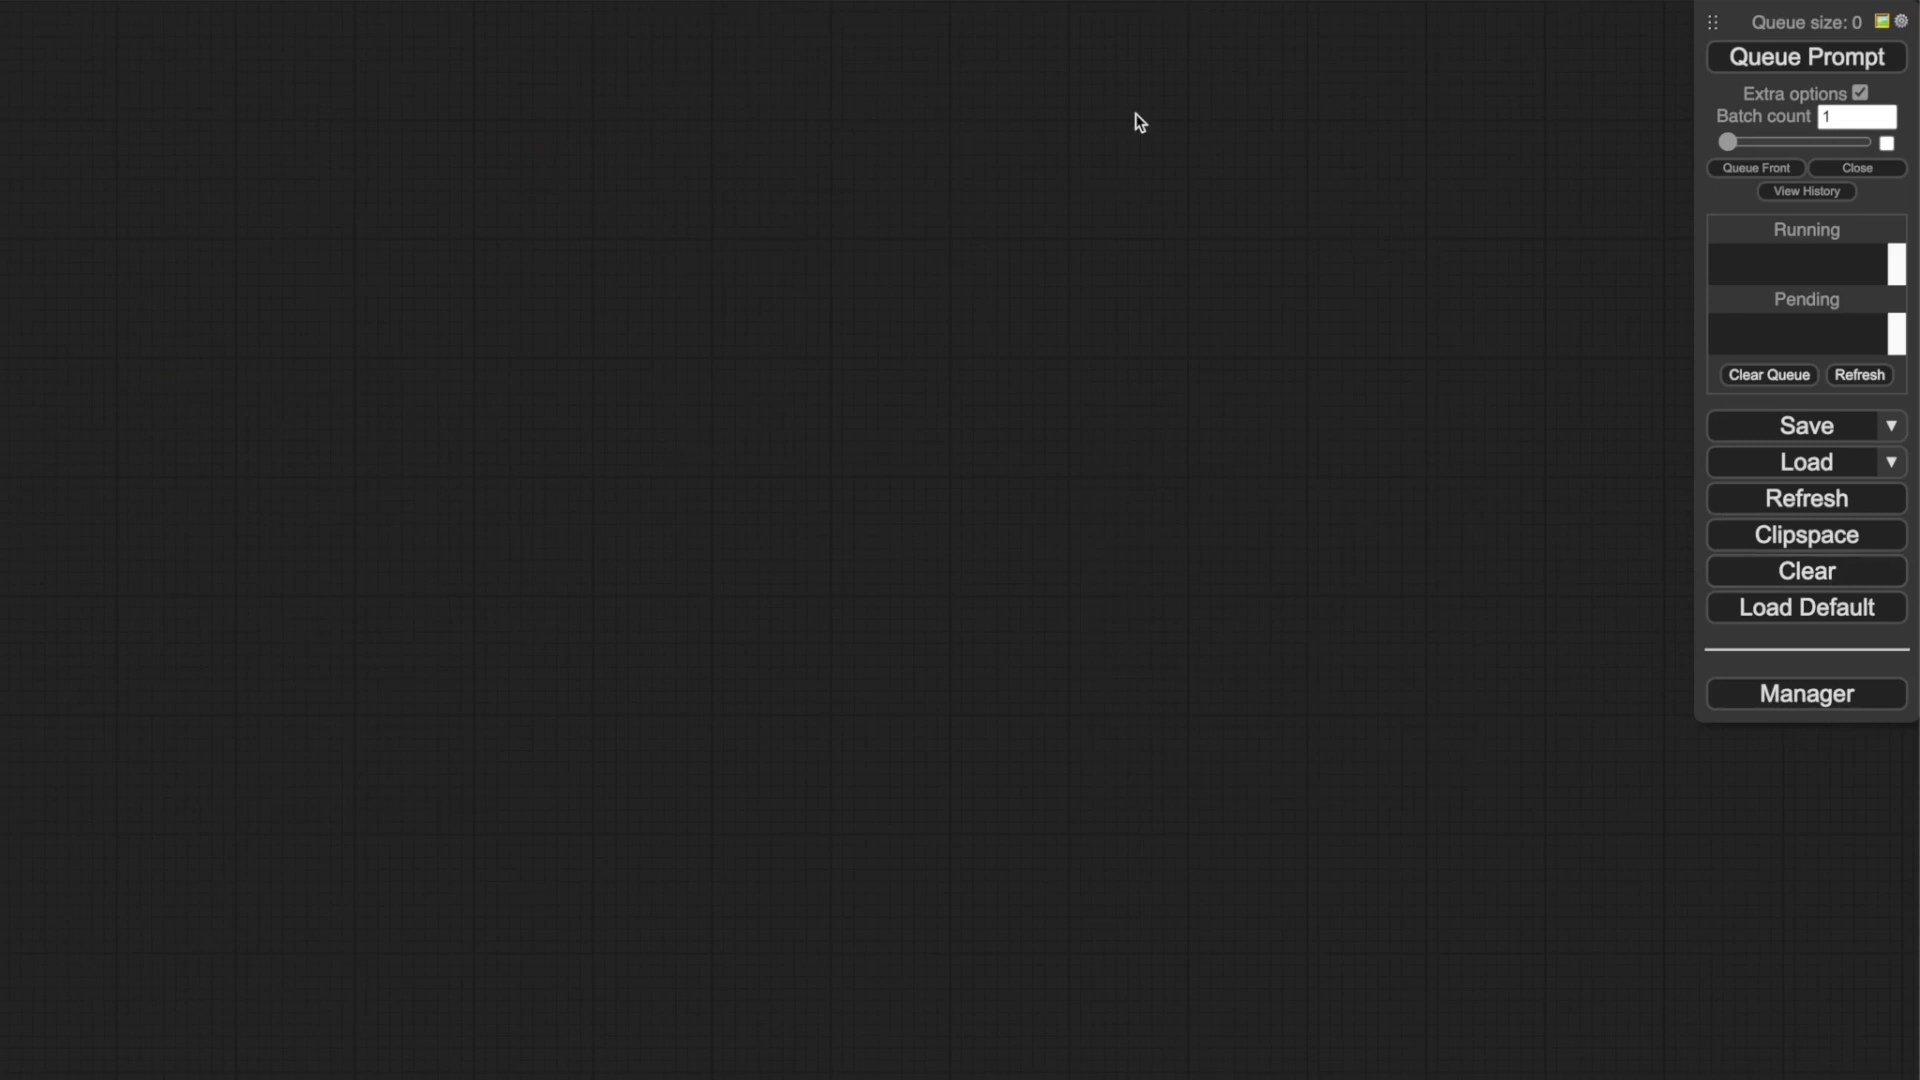 Queue size: 0
Queue Prompt
Extra options
Batch count 1
Queue Front Close
View History
Running
Pending
Clear Queue Refresh
Save ▼
Load ▼
Refresh
Clipspace
Clear
Load Default
Manager